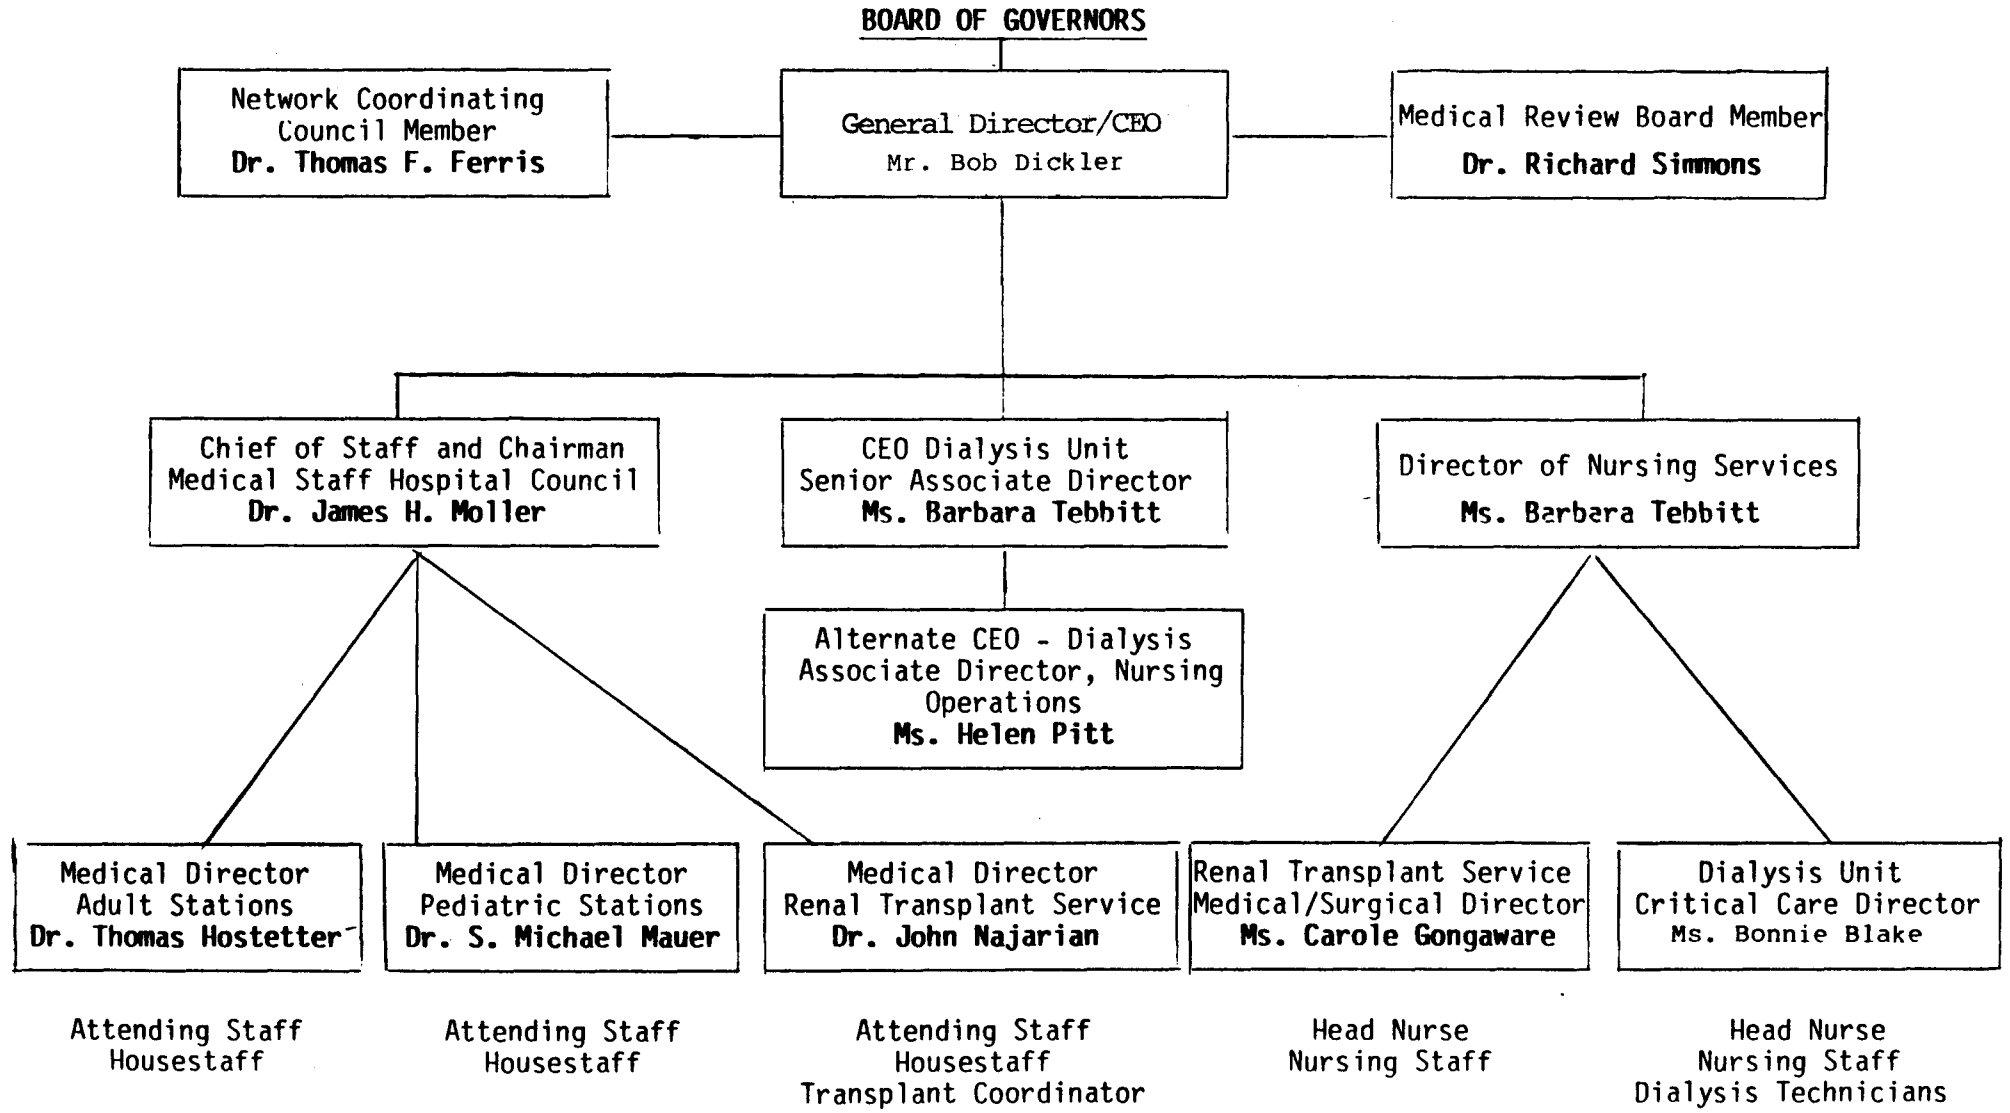 BOARD OF GOVERNORS
Network Coordinating
Council Member
Dr. Thomas F. Ferris
General Director/CEO
Mr. Bob Dickler
Medical Review Board Member
Dr. Richard Simmons
Chief of Staff and Chairman
Medical Staff Hospital Council
Dr. James H. Moller
CEO Dialysis Unit
Senior Associate Director
Ms. Barbara Tebbitt
Director of Nursing Services
Ms. Barbara Tebbitt
Alternate CEO - Dialysis
Associate Director, Nursing
Operations
Ms. Helen Pitt
Medical Director
Adult Stations
Dr. Thomas Hostetter
Medical Director
Pediatric Stations
Dr. S. Michael Mauer
Medical Director
Renal Transplant Service
Dr. John Najarian
Renal Transplant Service
Medical/Surgical Director
Ms. Carole Gongaware
Dialysis Unit
Critical Care Director
Ms. Bonnie Blake
Attending Staff
Housestaff
Attending Staff
Housestaff
Attending Staff
Housestaff
Transplant Coordinator
Head Nurse
Nursing Staff
Head Nurse
Nursing Staff
Dialysis Technicians